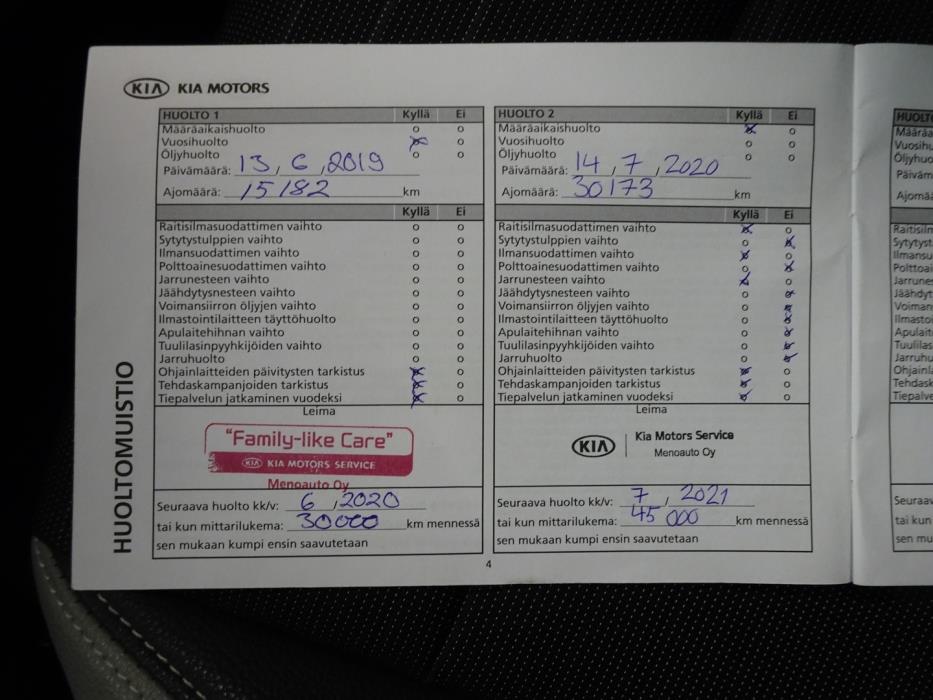 KIA KIA MOTORS
HUOLTOMUISTIO
HUOLTO 1 Kyllä Ei
Määräaikaishuolto o o
Vuosihuolto x o
Öljyhuolto o o
Päivämäärä: 13, 6, 2019
Ajomäärä: 15182 km
Kyllä Ei
Raitisilmasuodattimen vaihto o o
Sytytystulppien vaihto o o
Ilmansuodattimen vaihto o o
Polttoainesuodattimen vaihto o o
Jarrunesteen vaihto o o
Jäähdytysnesteen vaihto o o
Voimansiirron öljyjen vaihto o o
Ilmastointilaitteen täyttöhuolto o o
Apulaitehihnan vaihto o o
Tuulilasinpyyhkijöiden vaihto o o
Jarruhuolto o o
Ohjainlaitteiden päivitysten tarkistus x o
Tehdaskampanjoiden tarkistus x o
Tiepalvelun jatkaminen vuodeksi x o
Leima
"Family-like Care"
KIA KIA MOTORS SERVICE
Menoauto Oy
Seuraava huolto kk/v: 6, 2020
tai kun mittarilukema: 30000 km mennessä
sen mukaan kumpi ensin saavutetaan
HUOLTO 2 Kyllä Ei
Määräaikaishuolto x o
Vuosihuolto o o
Öljyhuolto o o
Päivämäärä: 14, 7, 2020
Ajomäärä: 30173 km
Kyllä Ei
Raitisilmasuodattimen vaihto x o
Sytytystulppien vaihto o x
Ilmansuodattimen vaihto x o
Polttoainesuodattimen vaihto o x
Jarrunesteen vaihto x o
Jäähdytysnesteen vaihto o x
Voimansiirron öljyjen vaihto o x
Ilmastointilaitteen täyttöhuolto o x
Apulaitehihnan vaihto o x
Tuulilasinpyyhkijöiden vaihto o x
Jarruhuolto o x
Ohjainlaitteiden päivitysten tarkistus x o
Tehdaskampanjoiden tarkistus x o
Tiepalvelun jatkaminen vuodeksi x o
Leima
KIA Kia Motors Service
Menoauto Oy
Seuraava huolto kk/v: 7, 2021
tai kun mittarilukema: 45 000 km mennessä
sen mukaan kumpi ensin saavutetaan
4